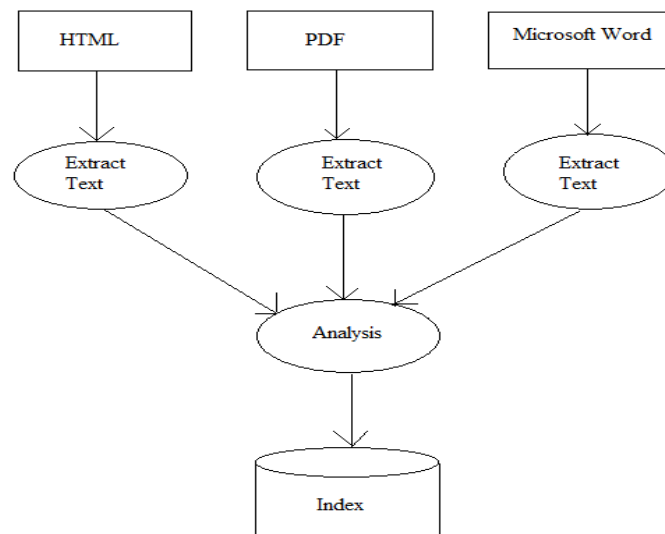 HTML
PDF
Microsoft Word
Extract
Text
Extract
Text
Extract
Text
Analysis
Index